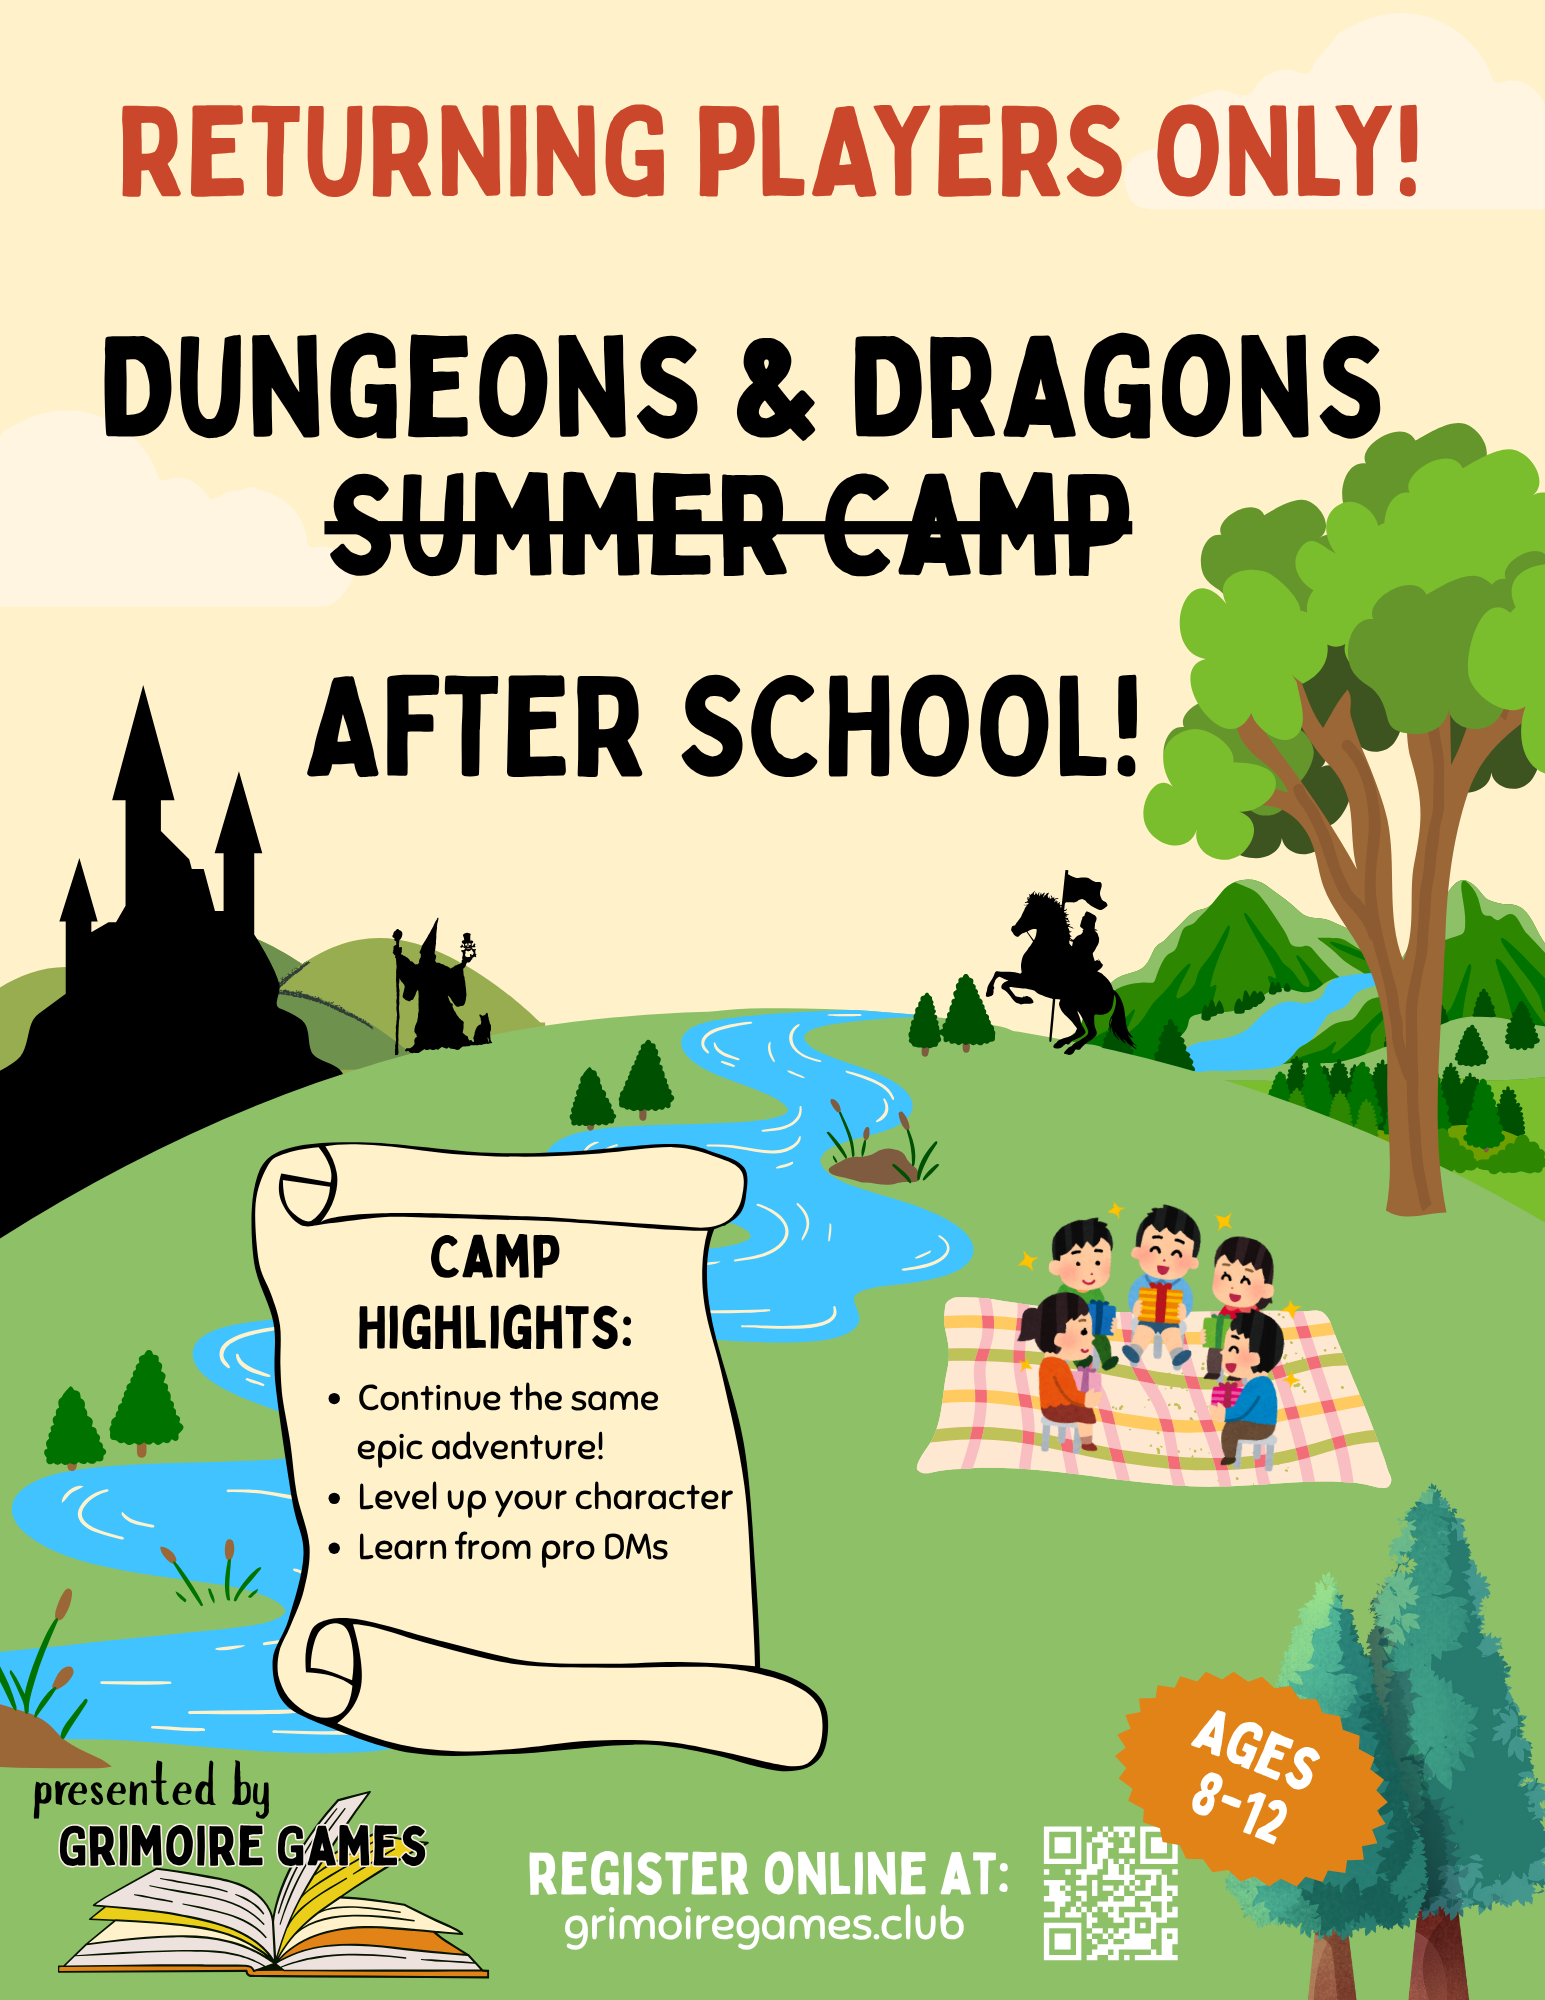 RETURNING PLAYERS ONLY!
DUNGEONS & DRAGONS
SUMMER CAMP
AFTER SCHOOL!
CAMP
HIGHLIGHTS:
• Continue the same
epic adventure!
• Level up your character
• Learn from pro DMs
presented by
GRIMOIRE GAMES
REGISTER ONLINE AT:
grimoiregames.club
AGES
8-12